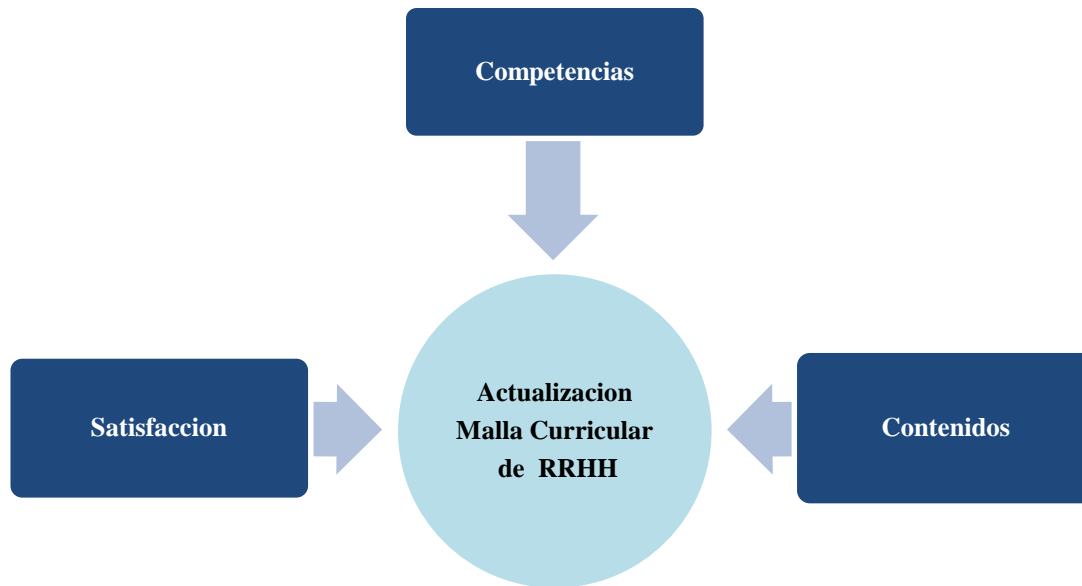 Competencias
Satisfaccion
Actualizacion
Malla Curricular
de RRHH
Contenidos